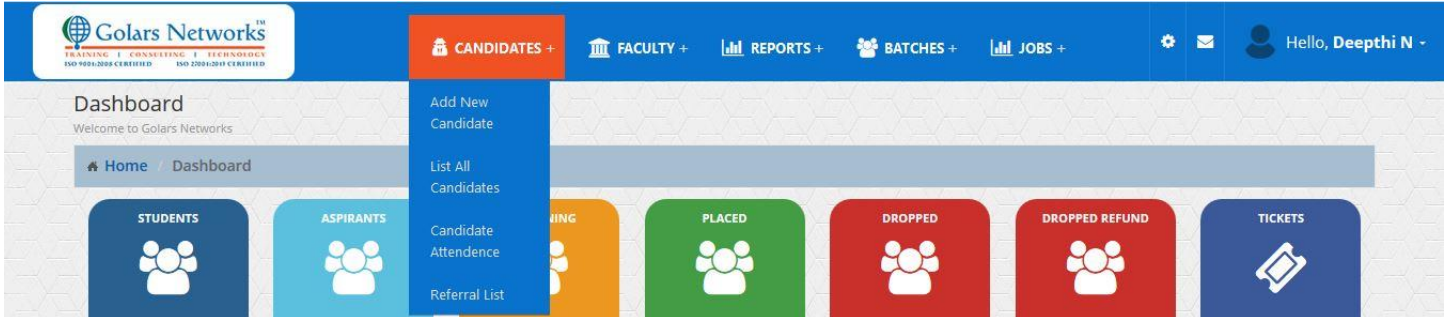 Golars Networks™
TRAINING | CONSULTING | TECHNOLOGY
ISO 9001:2008 CERTIFIED ISO 27001:2013 CERTIFIED
CANDIDATES +
FACULTY +
REPORTS +
BATCHES +
JOBS +
Hello, Deepthi N
Add New
Candidate
List All
Candidates
Candidate
Attendence
Referral List
Dashboard
Welcome to Golars Networks
Home / Dashboard
STUDENTS
ASPIRANTS
PLACED
DROPPED
DROPPED REFUND
TICKETS